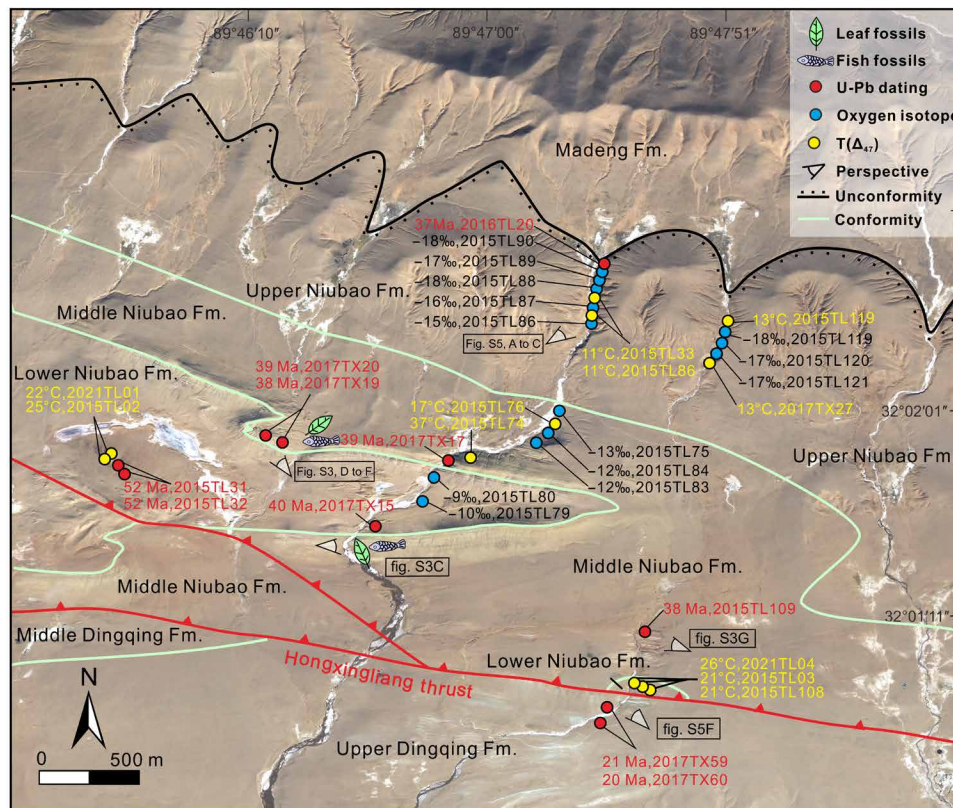 89°46′10″
89°47′00″
89°47′51″
Leaf fossils
Fish fossils
U-Pb dating
Oxygen isotope
T(Δ₄₇)
Perspective
Unconformity
Conformity
Madeng Fm.
37Ma,2016TL20
-18‰,2015TL90
-17‰,2015TL89
-18‰,2015TL88
-16‰,2015TL87
-15‰,2015TL86
Fig. S5, A to C
11°C,2015TL33
11°C,2015TL86
13°C,2015TL119
-18‰,2015TL119
-17‰,2015TL120
-17‰,2015TL121
13°C,2017TX27
Upper Niubao Fm.
Middle Niubao Fm.
Lower Niubao Fm.
22°C,2021TL01
25°C,2015TL02
39 Ma,2017TX20
38 Ma,2017TX19
17°C,2015TL76
37°C,2015TL74
39 Ma,2017TX17
Fig. S3, D to F
32°02′01″
-13‰,2015TL75
-12‰,2015TL84
-12‰,2015TL83
Upper Niubao Fm.
52 Ma,2015TL31
52 Ma,2015TL32
40 Ma,2017TX15
-9‰,2015TL80
-10‰,2015TL79
fig. S3C
Middle Niubao Fm.
Middle Niubao Fm.
32°01′11″
38 Ma,2015TL109
fig. S3G
Middle Dingqing Fm.
Hongxingliang thrust
Lower Niubao Fm.
26°C,2021TL04
21°C,2015TL03
21°C,2015TL108
fig. S5F
N
0
500 m
Upper Dingqing Fm.
21 Ma,2017TX59
20 Ma,2017TX60